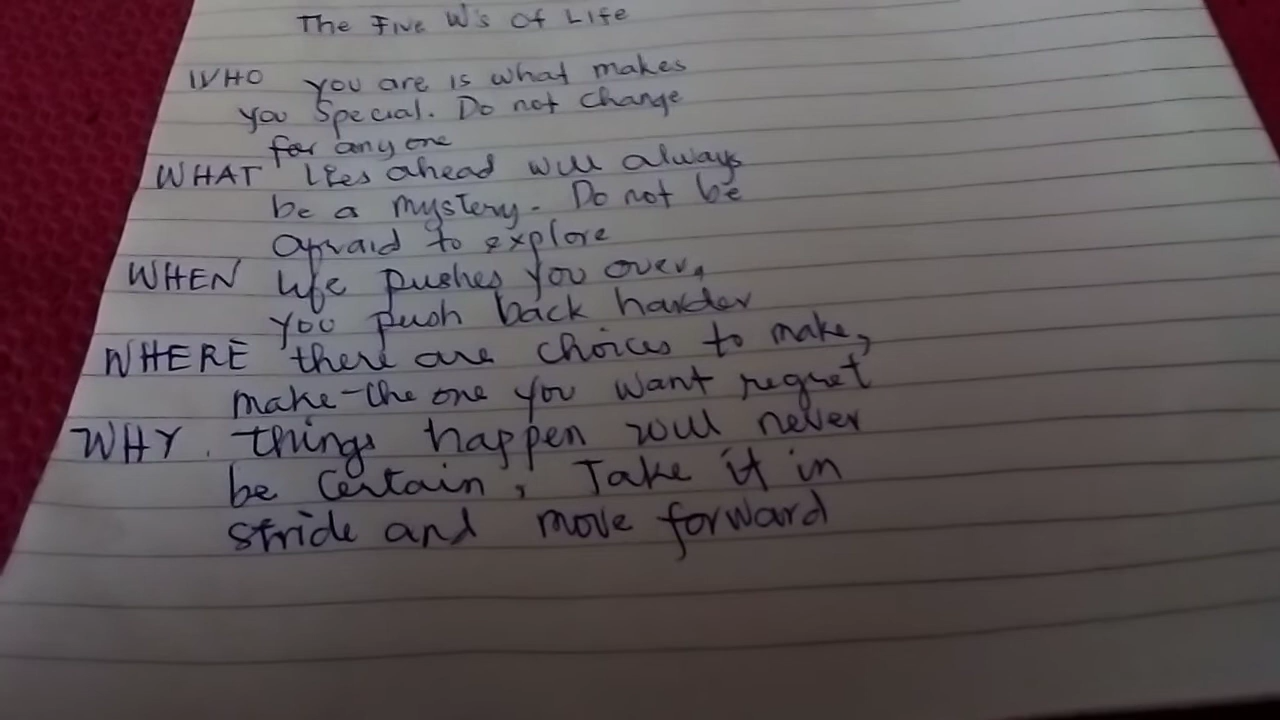 The Five W's of Life
WHO you are is what makes
you special. Do not change
for anyone
WHAT lies ahead will always
be a mystery. Do not be
afraid to explore
WHEN life pushes you over,
you push back harder
WHERE there are choices to make,
make the one you want regret
WHY. things happen will never
be certain, Take it in
stride and move forward